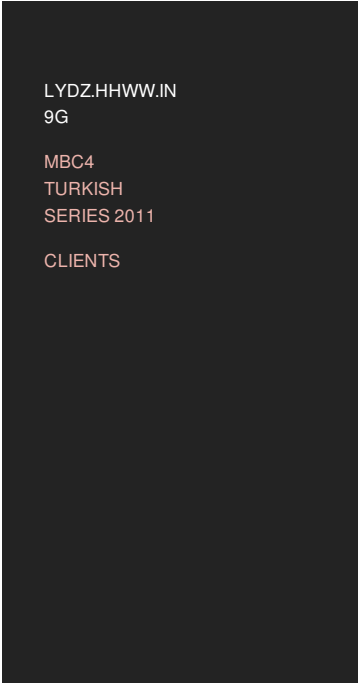 LYDZ.HHWW.IN
9G
MBC4
TURKISH
SERIES 2011
CLIENTS